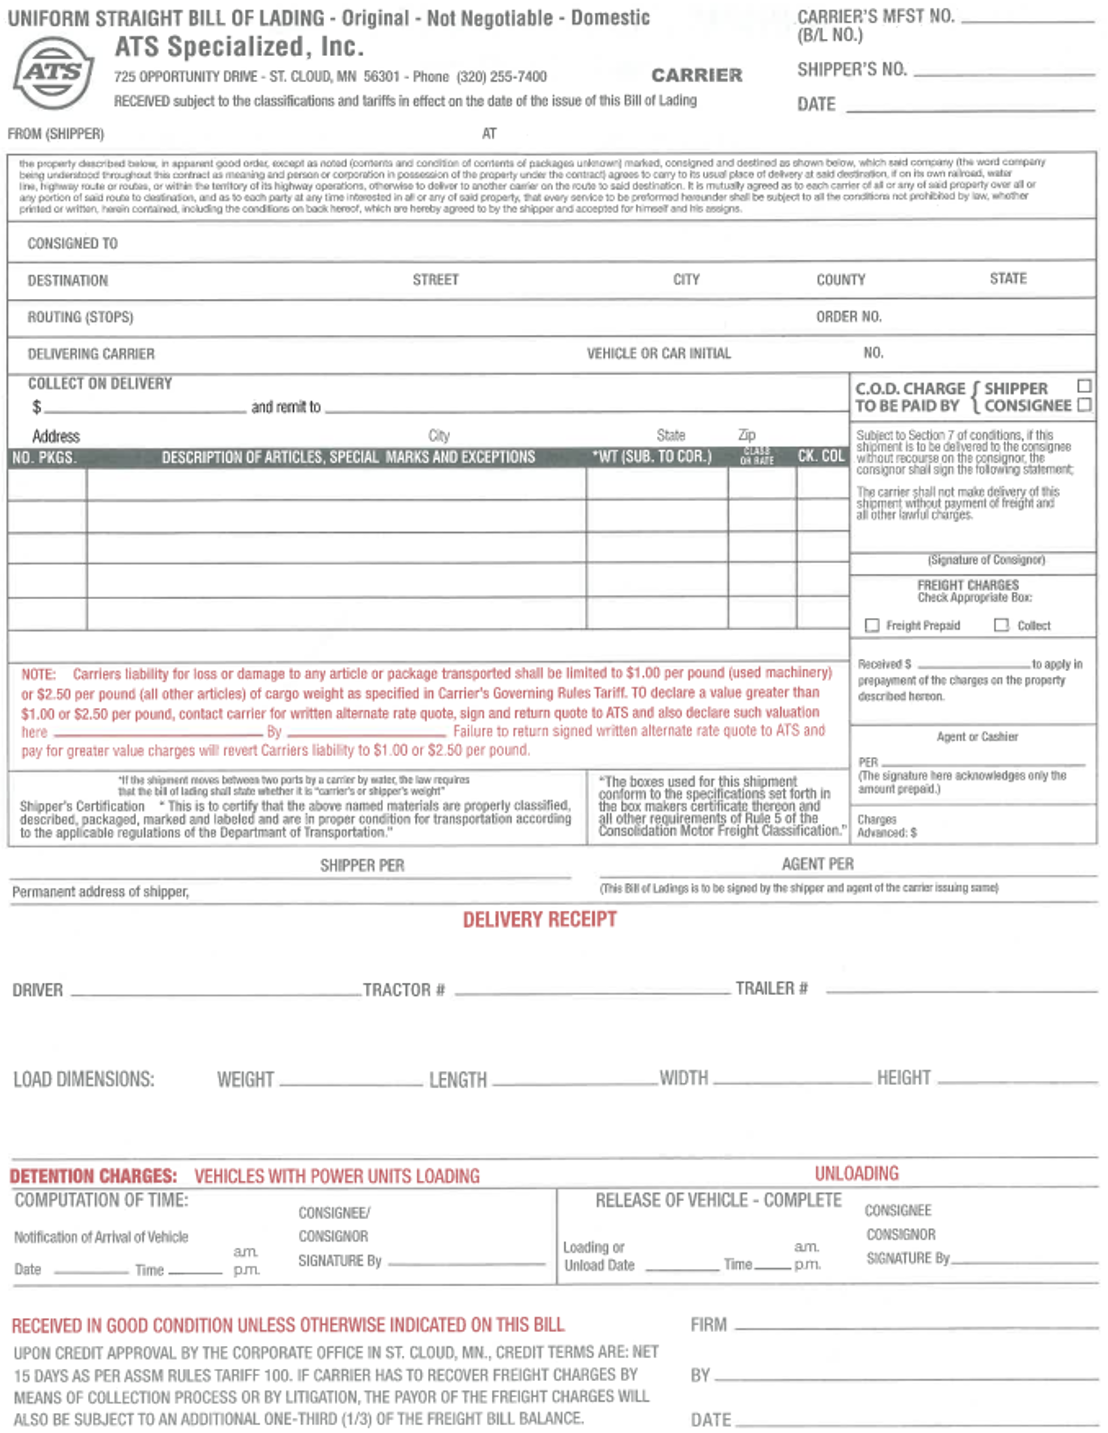 UNIFORM STRAIGHT BILL OF LADING - Original - Not Negotiable - Domestic
CARRIER'S MFST NO.
(B/L NO.)
ATS
ATS Specialized, Inc.
725 OPPORTUNITY DRIVE - ST. CLOUD, MN 56301 - Phone (320) 255-7400
CARRIER
SHIPPER'S NO.
RECEIVED subject to the classifications and tariffs in effect on the date of the issue of this Bill of Lading
DATE
FROM (SHIPPER) AT
the property described below, in apparent good order, except as noted (contents and condition of contents of packages unknown) marked, consigned and destined as shown below, which said company (the word company
being understood throughout this contract as meaning and person or corporation in possession of the property under the contract) agrees to carry to its usual place of delivery at said destination, if on its own railroad, water
line, highway route or routes, or within the territory of its highway operations, otherwise to deliver to another carrier on the route to said destination. It is mutually agreed as to each carrier of all or any of said property over all or
any portion of said route to destination, and as to each party at any time interested in all or any of said property, that every service to be preformed hereunder shall be subject to all the conditions not prohibited by law, whether
printed or written, herein contained, including the conditions on back hereof, which are hereby agreed to by the shipper and accepted for himself and his assigns.
CONSIGNED TO
DESTINATION STREET CITY COUNTY STATE
ROUTING (STOPS) ORDER NO.
DELIVERING CARRIER VEHICLE OR CAR INITIAL NO.
COLLECT ON DELIVERY
$ and remit to
Address City State Zip
C.O.D. CHARGE { SHIPPER
TO BE PAID BY { CONSIGNEE
NO. PKGS. DESCRIPTION OF ARTICLES, SPECIAL MARKS AND EXCEPTIONS *WT (SUB. TO COR.) CLASS OR RATE CK. COL
Subject to Section 7 of conditions, if this
shipment is to be delivered to the consignee
without recourse on the consignor, the
consignor shall sign the following statement;
The carrier shall not make delivery of this
shipment without payment of freight and
all other lawful charges.
(Signature of Consignor)
FREIGHT CHARGES
Check Appropriate Box:
Freight Prepaid Collect
Received $ to apply in
prepayment of the charges on the property
described hereon.
Agent or Cashier
PER
(The signature here acknowledges only the
amount prepaid.)
Charges
Advanced: $
NOTE: Carriers liability for loss or damage to any article or package transported shall be limited to $1.00 per pound (used machinery)
or $2.50 per pound (all other articles) of cargo weight as specified in Carrier's Governing Rules Tariff. TO declare a value greater than
$1.00 or $2.50 per pound, contact carrier for written alternate rate quote, sign and return quote to ATS and also declare such valuation
here By Failure to return signed written alternate rate quote to ATS and
pay for greater value charges will revert Carriers liability to $1.00 or $2.50 per pound.
*If the shipment moves between two ports by a carrier by water, the law requires
that the bill of lading shall state whether it is "carrier's or shipper's weight"
Shipper's Certification " This is to certify that the above named materials are properly classified,
described, packaged, marked and labeled and are in proper condition for transportation according
to the applicable regulations of the Departmant of Transportation."
"The boxes used for this shipment
conform to the specifications set forth in
the box makers certificate thereon and
all other requirements of Rule 5 of the
Consolidation Motor Freight Classification."
SHIPPER PER AGENT PER
Permanent address of shipper, (This Bill of Ladings is to be signed by the shipper and agent of the carrier issuing same)
DELIVERY RECEIPT
DRIVER TRACTOR # TRAILER #
LOAD DIMENSIONS: WEIGHT LENGTH WIDTH HEIGHT
DETENTION CHARGES: VEHICLES WITH POWER UNITS LOADING UNLOADING
COMPUTATION OF TIME:
Notification of Arrival of Vehicle
Date Time a.m. p.m.
CONSIGNEE/
CONSIGNOR
SIGNATURE By
RELEASE OF VEHICLE - COMPLETE
Loading or
Unload Date Time a.m. p.m.
CONSIGNEE
CONSIGNOR
SIGNATURE By
RECEIVED IN GOOD CONDITION UNLESS OTHERWISE INDICATED ON THIS BILL
UPON CREDIT APPROVAL BY THE CORPORATE OFFICE IN ST. CLOUD, MN., CREDIT TERMS ARE: NET
15 DAYS AS PER ASSM RULES TARIFF 100. IF CARRIER HAS TO RECOVER FREIGHT CHARGES BY
MEANS OF COLLECTION PROCESS OR BY LITIGATION, THE PAYOR OF THE FREIGHT CHARGES WILL
ALSO BE SUBJECT TO AN ADDITIONAL ONE-THIRD (1/3) OF THE FREIGHT BILL BALANCE.
FIRM
BY
DATE